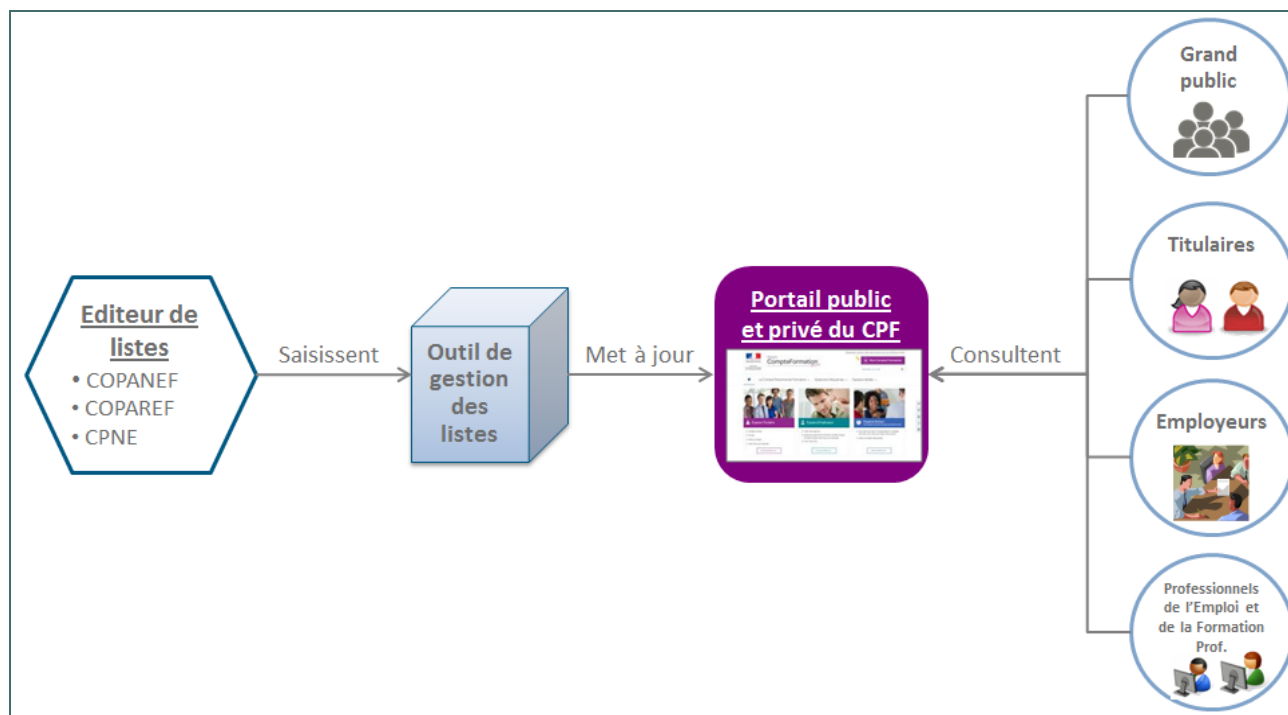 Editeur de
listes
• COPANEF
• COPAREF
• CPNE
Saisissent
Outil de
gestion
des
listes
Met à jour
Portail public
et privé du CPF
CompteFormation
Consultent
Grand
public
Titulaires
Employeurs
Professionnels
de l'Emploi et
de la Formation
Prof.